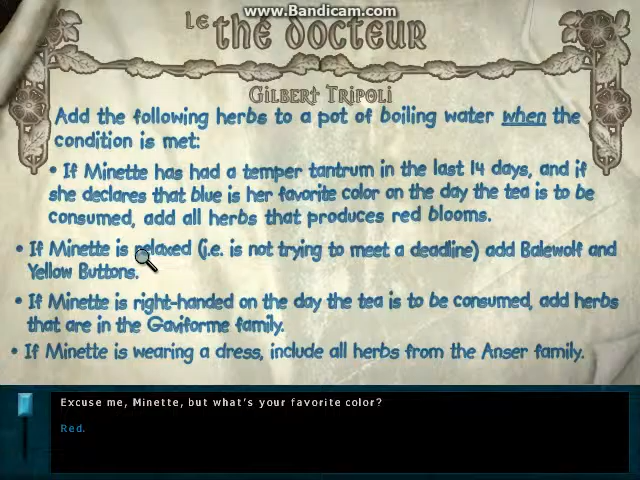 www.Bandicam.com
Le
thé docteur
Gilbert Tripoli
Add the following herbs to a pot of boiling water when the
condition is met:
• If Minette has had a temper tantrum in the last 14 days, and if
she declares that blue is her favorite color on the day the tea is to be
consumed, add all herbs that produces red blooms.
• If Minette is relaxed (i.e. is not trying to meet a deadline) add Balewolf and
Yellow Buttons.
• If Minette is right-handed on the day the tea is to be consumed, add herbs
that are in the Gaviforme family.
• If Minette is wearing a dress, include all herbs from the Anser family.
Excuse me, Minette, but what's your favorite color?
Red.